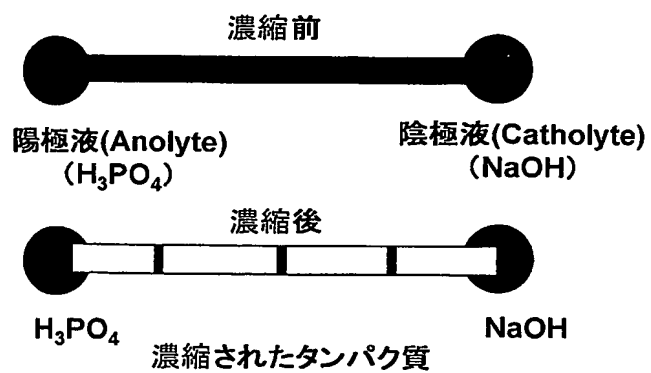 濃縮前
陽極液(Anolyte)
(H₃PO₄)
陰極液(Catholyte)
(NaOH)
濃縮後
H₃PO₄
NaOH
濃縮されたタンパク質